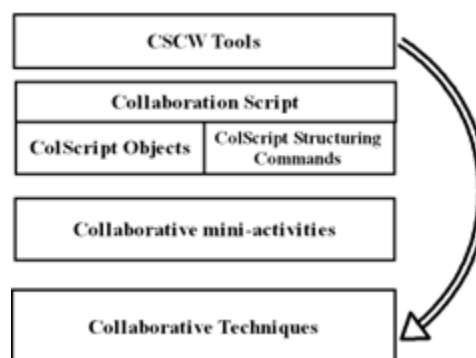 CSCW Tools
Collaboration Script
ColScript Objects
ColScript Structuring
Commands
Collaborative mini-activities
Collaborative Techniques